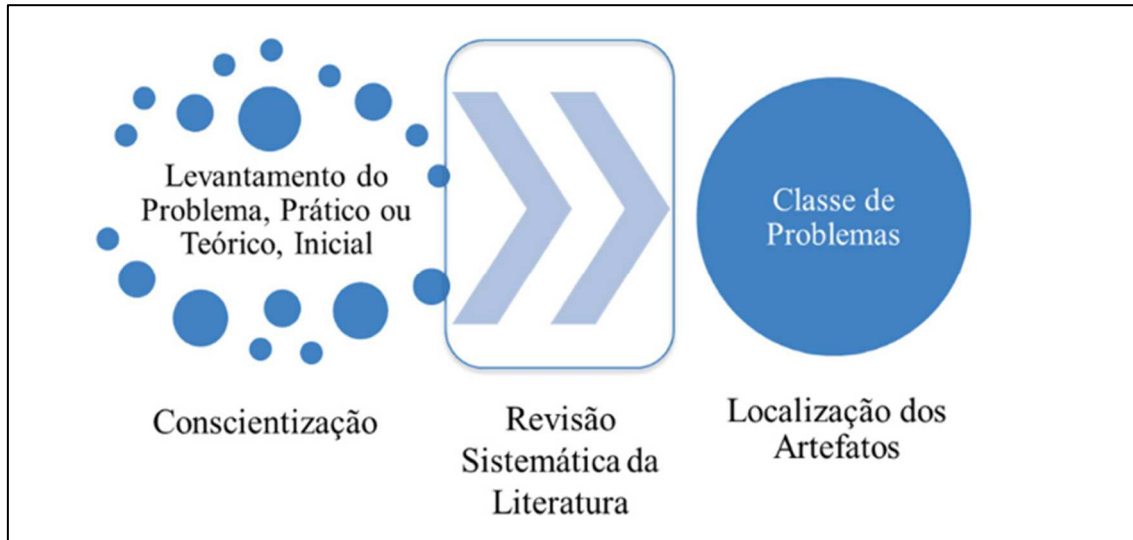 Levantamento do
Problema, Prático ou
Teórico, Inicial
Classe de
Problemas
Conscientização
Revisão
Sistemática da
Literatura
Localização dos
Artefatos